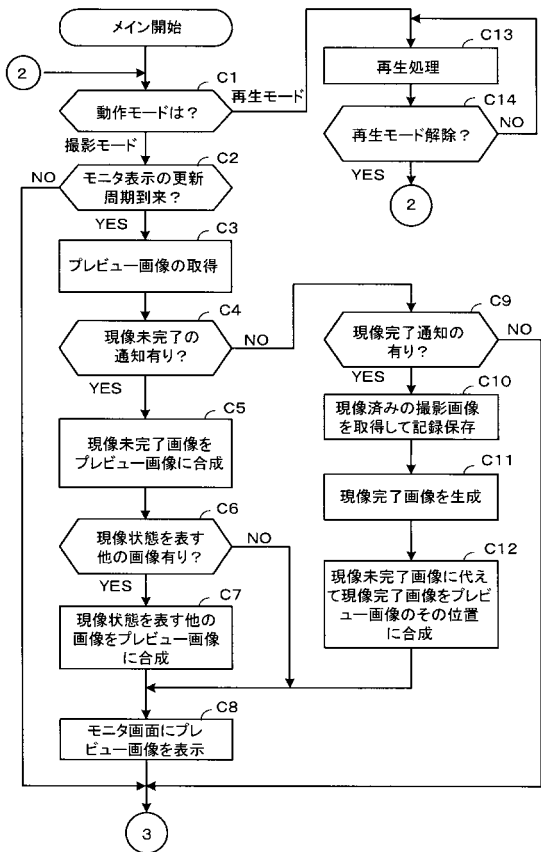 メイン開始
2
C1
動作モードは?
再生モード
撮影モード
C2
モニタ表示の更新
周期到来?
NO
YES
C3
プレビュー画像の取得
C4
現像未完了の
通知有り?
NO
YES
C5
現像未完了画像を
プレビュー画像に合成
C6
現像状態を表す
他の画像有り?
NO
YES
C7
現像状態を表す他の
画像をプレビュー画像
に合成
C8
モニタ画面にプレ
ビュー画像を表示
3
C9
現像完了通知の
有り?
NO
YES
C10
現像済みの撮影画像
を取得して記録保存
C11
現像完了画像を生成
C12
現像未完了画像に代え
て現像完了画像をプレビ
ュー画像のその位置
に合成
C13
再生処理
C14
再生モード解除?
NO
YES
2